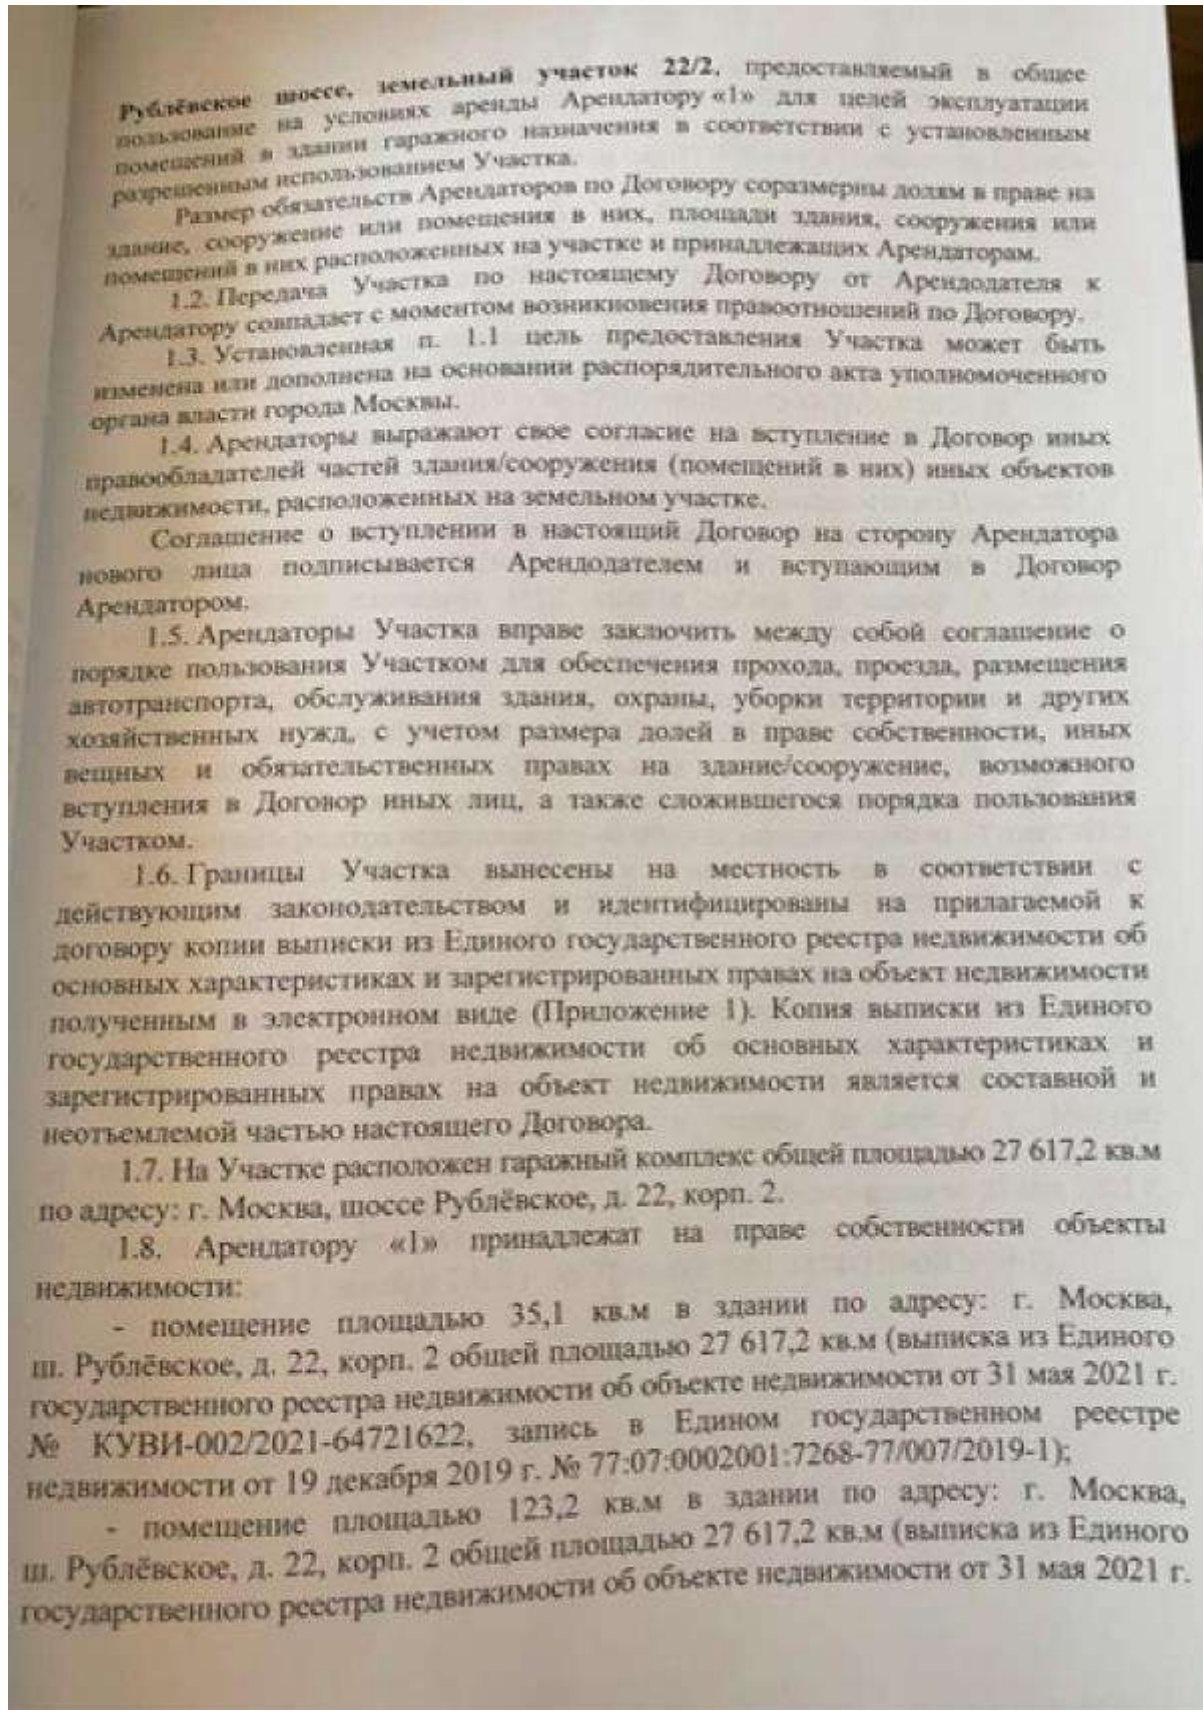 Рублёвское шоссе, земельный участок 22/2, предоставляемый в общее
пользование на условиях аренды Арендатору «1» для целей эксплуатации
помещений в здании гаражного назначения в соответствии с установленным
разрешенным использованием Участка.
Размер обязательств Арендаторов по Договору соразмерны долям в праве на
здание, сооружение или помещения в них, площади здания, сооружения или
помещений в них расположенных на участке и принадлежащих Арендаторам.
1.2. Передача Участка по настоящему Договору от Арендодателя к
Арендатору совпадает с моментом возникновения правоотношений по Договору.
1.3. Установленная п. 1.1 цель предоставления Участка может быть
изменена или дополнена на основании распорядительного акта уполномоченного
органа власти города Москвы.
1.4. Арендаторы выражают свое согласие на вступление в Договор иных
правообладателей частей здания/сооружения (помещений в них) иных объектов
недвижимости, расположенных на земельном участке.
Соглашение о вступлении в настоящий Договор на сторону Арендатора
нового лица подписывается Арендодателем и вступающим в Договор
Арендатором.
1.5. Арендаторы Участка вправе заключить между собой соглашение о
порядке пользования Участком для обеспечения прохода, проезда, размещения
автотранспорта, обслуживания здания, охраны, уборки территории и других
хозяйственных нужд, с учетом размера долей в праве собственности, иных
вещных и обязательственных правах на здание/сооружение, возможного
вступления в Договор иных лиц, а также сложившегося порядка пользования
Участком.
1.6. Границы Участка вынесены на местность в соответствии с
действующим законодательством и идентифицированы на прилагаемой к
договору копии выписки из Единого государственного реестра недвижимости об
основных характеристиках и зарегистрированных правах на объект недвижимости
полученным в электронном виде (Приложение 1). Копия выписки из Единого
государственного реестра недвижимости об основных характеристиках и
зарегистрированных правах на объект недвижимости является составной и
неотъемлемой частью настоящего Договора.
1.7. На Участке расположен гаражный комплекс общей площадью 27 617,2 кв.м
по адресу: г. Москва, шоссе Рублёвское, д. 22, корп. 2.
1.8. Арендатору «1» принадлежат на праве собственности объекты
недвижимости:
- помещение площадью 35,1 кв.м в здании по адресу: г. Москва,
ш. Рублёвское, д. 22, корп. 2 общей площадью 27 617,2 кв.м (выписка из Единого
государственного реестра недвижимости об объекте недвижимости от 31 мая 2021 г.
№ КУВИ-002/2021-64721622, запись в Едином государственном реестре
недвижимости от 19 декабря 2019 г. № 77:07:0002001:7268-77/007/2019-1);
- помещение площадью 123,2 кв.м в здании по адресу: г. Москва,
ш. Рублёвское, д. 22, корп. 2 общей площадью 27 617,2 кв.м (выписка из Единого
государственного реестра недвижимости об объекте недвижимости от 31 мая 2021 г.